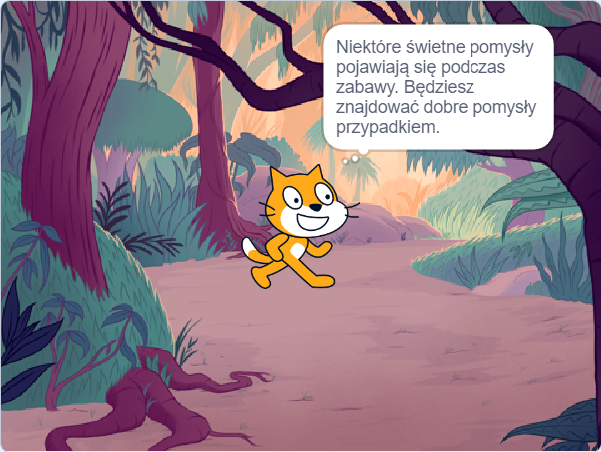 Niektóre świetne pomysły
pojawiają się podczas
zabawy. Będziesz
znajdować dobre pomysły
przypadkiem.